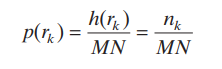 p(r_k) = h(r_k)/MN = n_k/MN